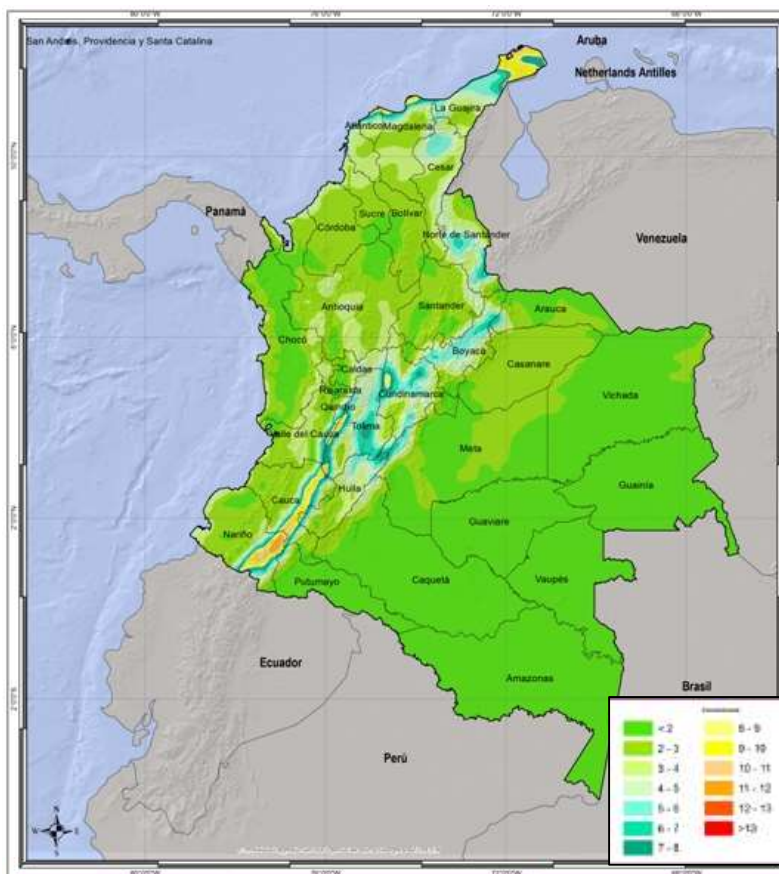 San Andrés, Providencia y Santa Catalina
Aruba
Netherlands Antilles
La Guajira
Atlántico
Magdalena
Cesar
Panamá
Sucre
Bolívar
Córdoba
Norte de Santander
Venezuela
Antioquia
Santander
Arauca
Chocó
Boyacá
Casanare
Caldas
Risaralda
Cundinamarca
Vichada
Quindío
Tolima
Valle del Cauca
Meta
Guainía
Huila
Cauca
Guaviare
Nariño
Putumayo
Caquetá
Vaupés
Ecuador
Amazonas
Brasil
Perú
N
W
E
S
<2
2 - 3
3 - 4
4 - 5
5 - 6
6 - 7
7 - 8
8 - 9
9 - 10
10 - 11
11 - 12
12 - 13
>13